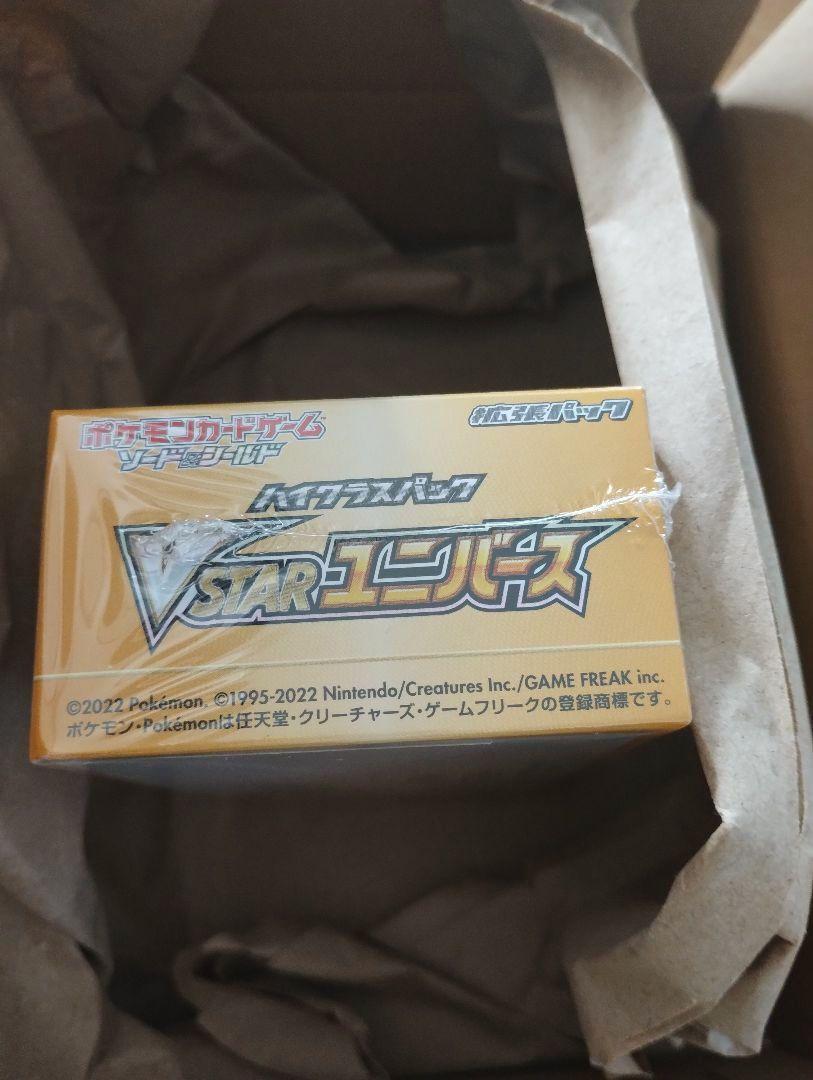 ポケモンカードゲーム
ソード&シールド
拡張パック
ハイクラスパック
VSTARユニバース
©2022 Pokémon. ©1995-2022 Nintendo/Creatures Inc./GAME FREAK inc.
ポケモン・Pokémonは任天堂・クリーチャーズ・ゲームフリークの登録商標です。